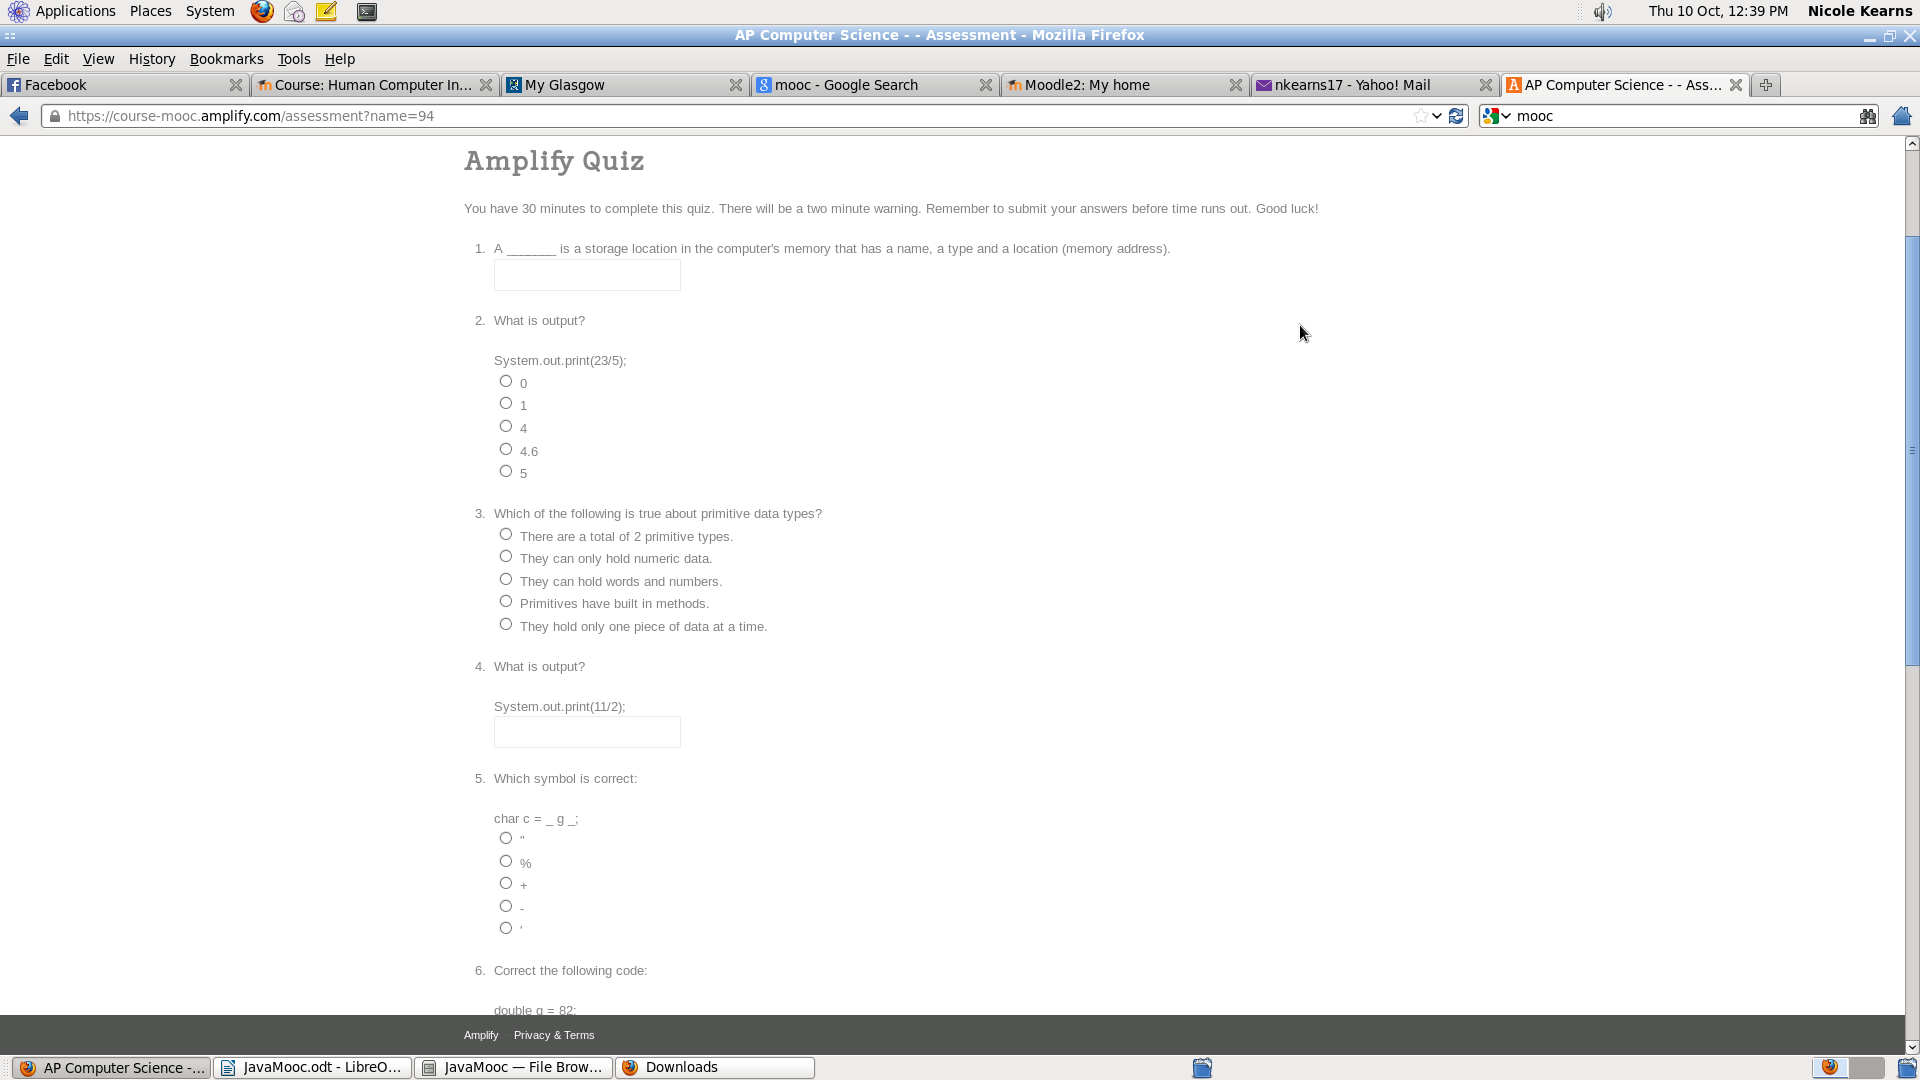 Applications Places System Thu 10 Oct, 12:39 PM Nicole Kearns
AP Computer Science - - Assessment - Mozilla Firefox
File Edit View History Bookmarks Tools Help
Facebook Course: Human Computer In... My Glasgow mooc - Google Search Moodle2: My home nkearns17 - Yahoo! Mail AP Computer Science - - Ass...
https://course-mooc.amplify.com/assessment?name=94 mooc
Amplify Quiz
You have 30 minutes to complete this quiz. There will be a two minute warning. Remember to submit your answers before time runs out. Good luck!
1. A _______ is a storage location in the computer's memory that has a name, a type and a location (memory address).
2. What is output?
System.out.print(23/5);
0
1
4
4.6
5
3. Which of the following is true about primitive data types?
There are a total of 2 primitive types.
They can only hold numeric data.
They can hold words and numbers.
Primitives have built in methods.
They hold only one piece of data at a time.
4. What is output?
System.out.print(11/2);
5. Which symbol is correct:
char c = _ g _;
"
%
+
-
'
6. Correct the following code:
double g = 82;
Amplify Privacy & Terms
AP Computer Science -... JavaMooc.odt - LibreO... JavaMooc — File Brow... Downloads